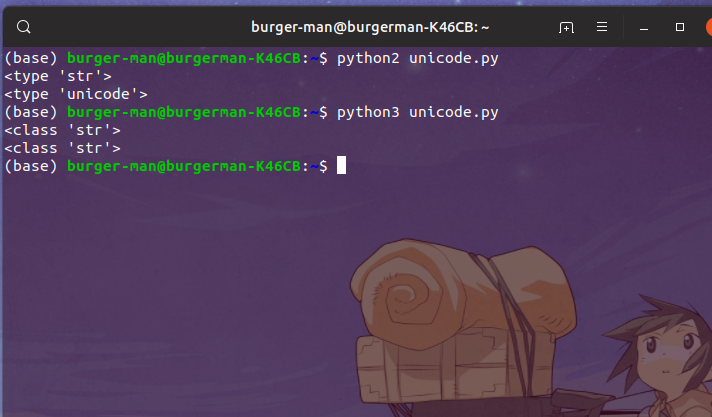 burger-man@burgerman-K46CB: ~
(base) burger-man@burgerman-K46CB:~$ python2 unicode.py
<type 'str'>
<type 'unicode'>
(base) burger-man@burgerman-K46CB:~$ python3 unicode.py
<class 'str'>
<class 'str'>
(base) burger-man@burgerman-K46CB:~$